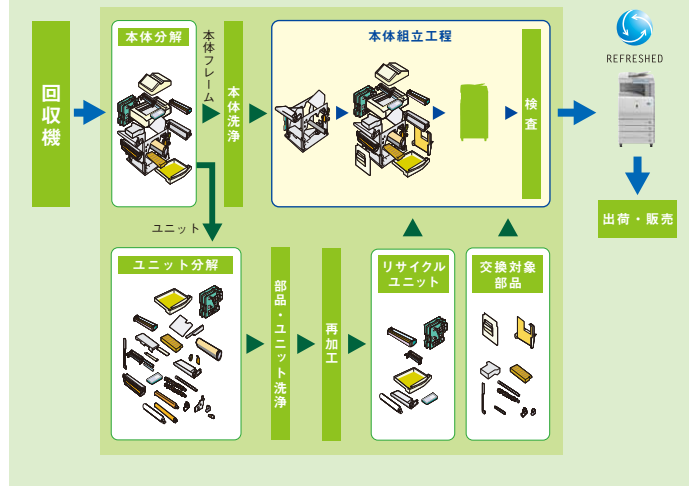 回収機
本体分解
本体フレーム
本体洗浄
本体組立工程
検査
REFRESHED
出荷・販売
ユニット
ユニット分解
部品・ユニット洗浄
再加工
リサイクル
ユニット
交換対象
部品